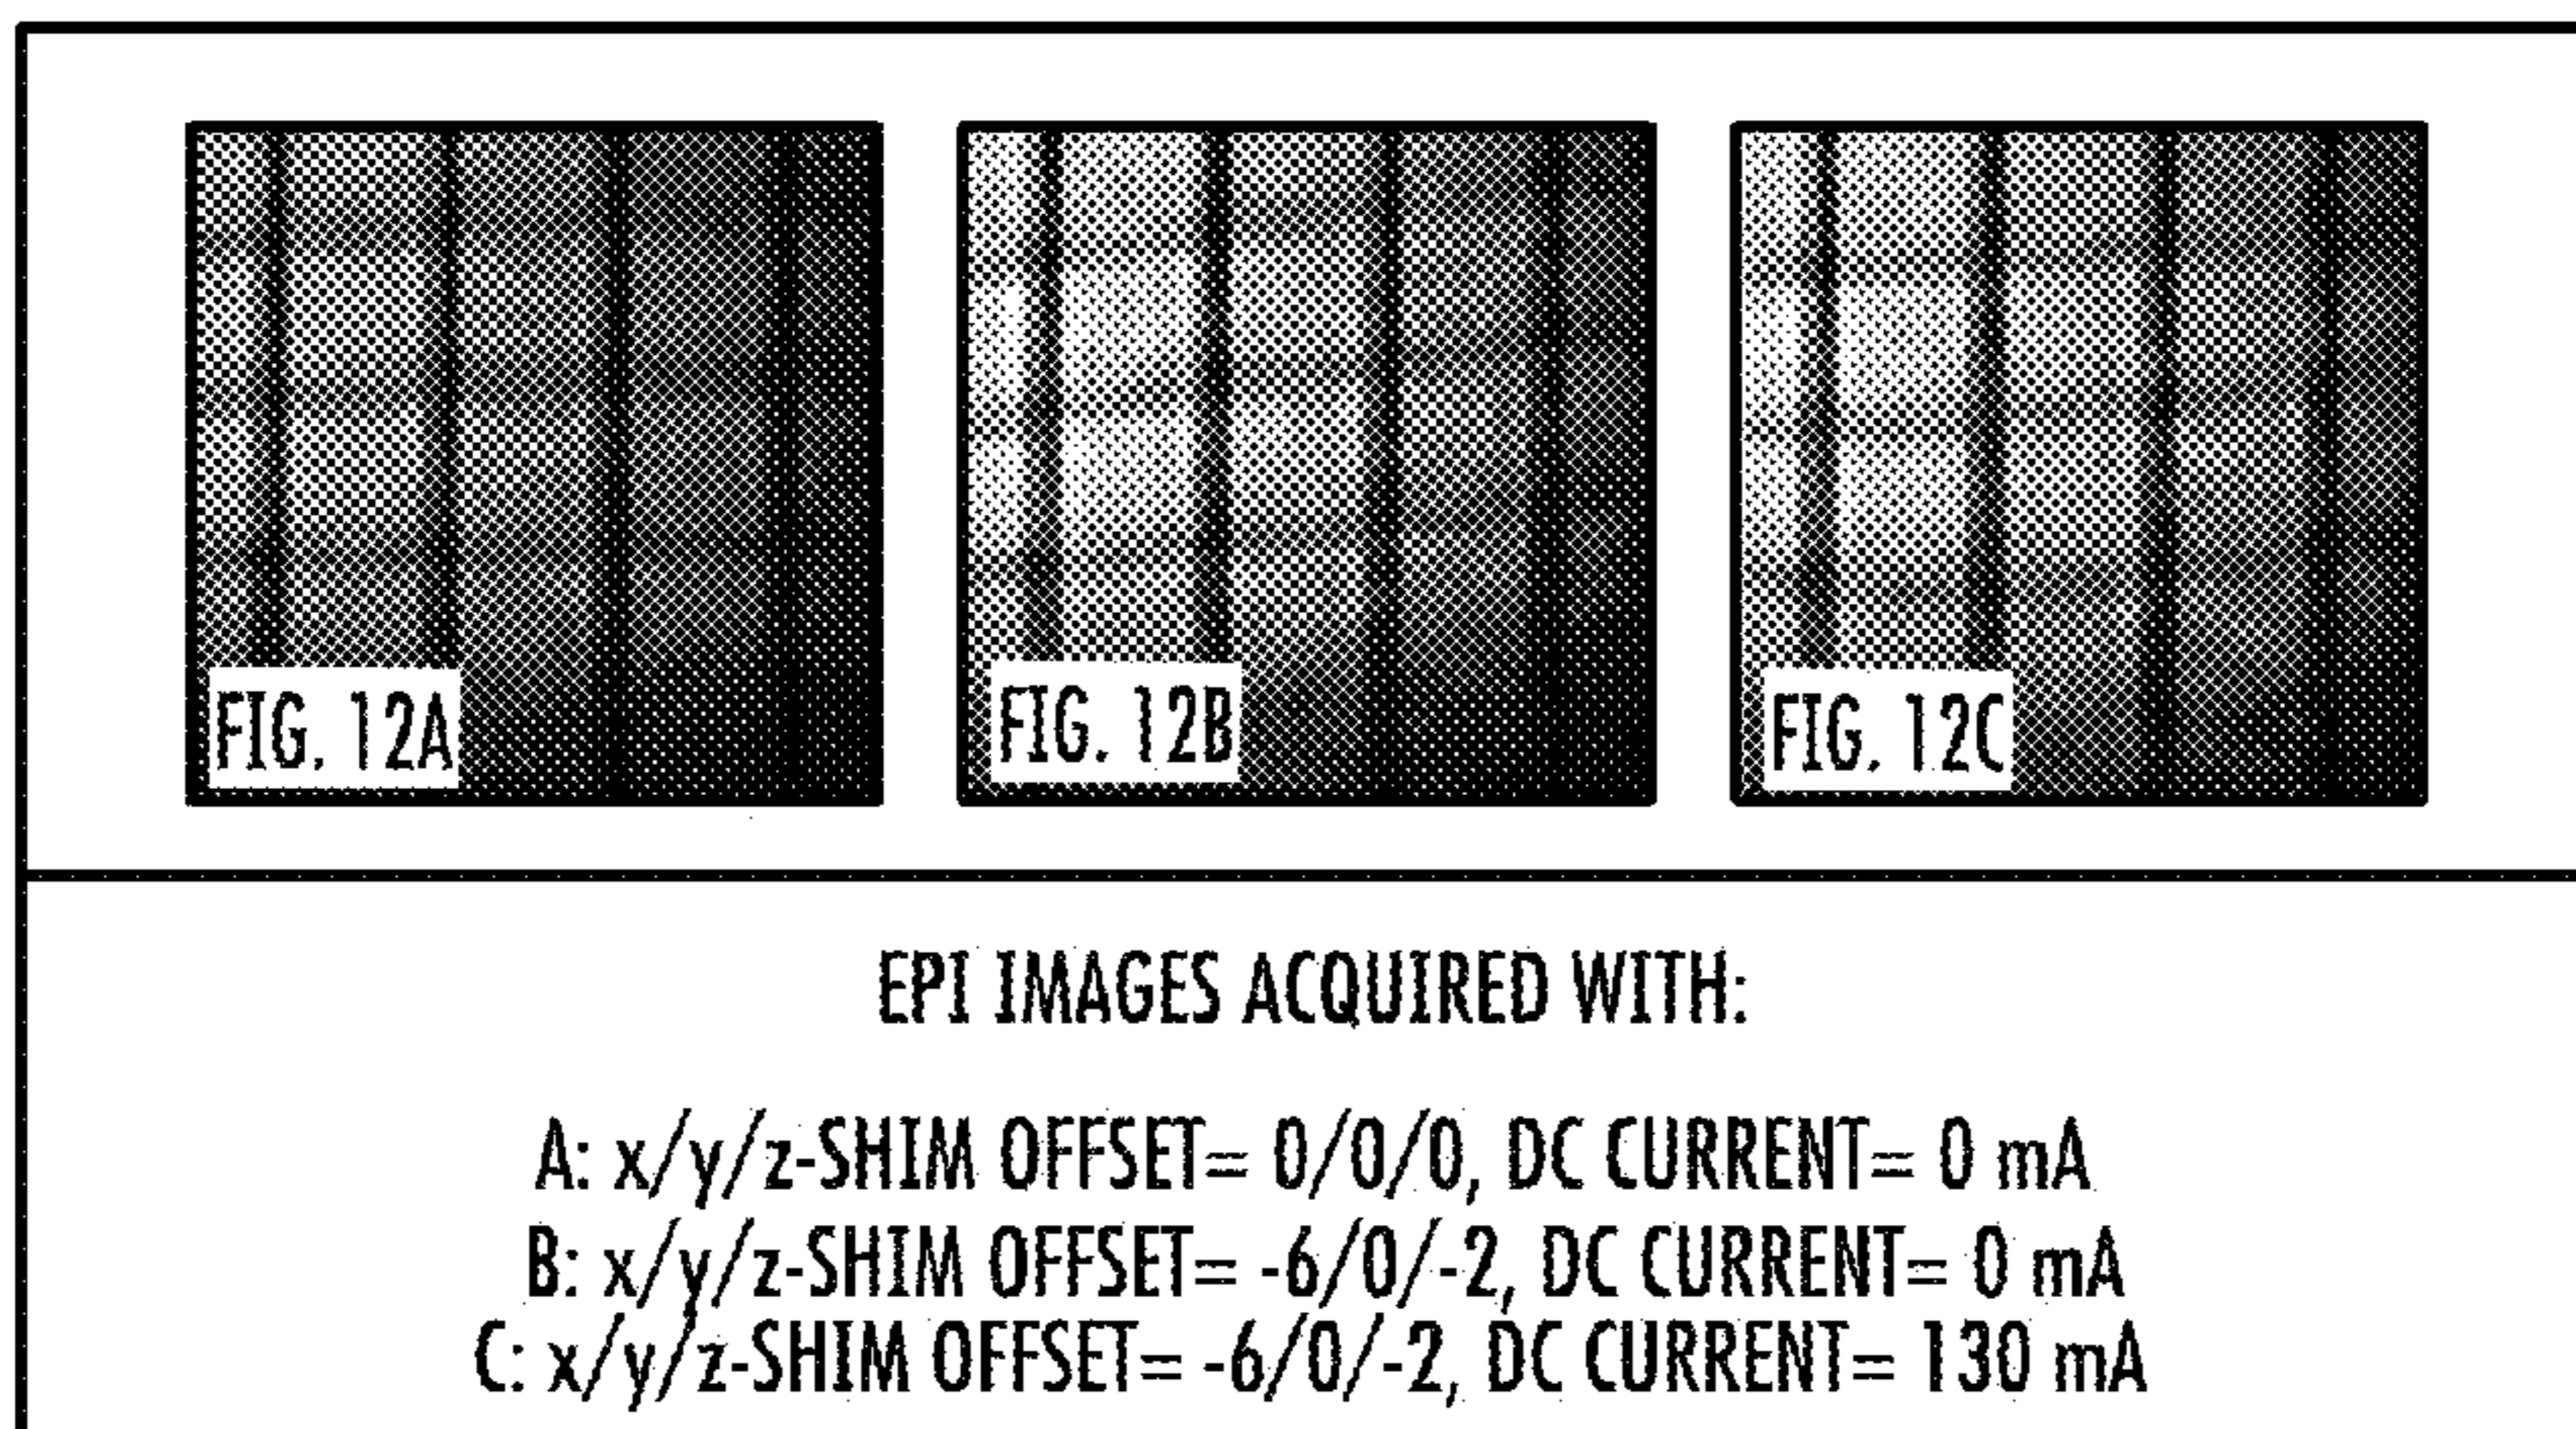 FIG. 12A
FIG. 12B
FIG. 12C
EPI IMAGES ACQUIRED WITH:
A: x/y/z-SHIM OFFSET= 0/0/0, DC CURRENT= 0 mA
B: x/y/z-SHIM OFFSET= -6/0/-2, DC CURRENT= 0 mA
C: x/y/z-SHIM OFFSET= -6/0/-2, DC CURRENT= 130 mA